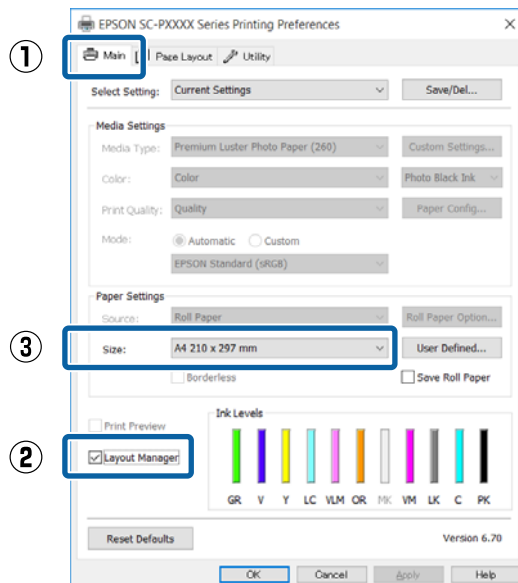 EPSON SC-PXXXX Series Printing Preferences
① Main Page Layout Utility
Select Setting: Current Settings Save/Del...
Media Settings
Media Type: Premium Luster Photo Paper (260) Custom Settings...
Color: Color Photo Black Ink
Print Quality: Quality Paper Config...
Mode: Automatic Custom
EPSON Standard (sRGB)
Paper Settings
Source: Roll Paper Roll Paper Option...
③ Size: A4 210 x 297 mm User Defined...
Borderless Save Roll Paper
Ink Levels
Print Preview
② Layout Manager
GR V Y LC VLM OR MK VM LK C PK
Reset Defaults Version 6.70
OK Cancel Apply Help